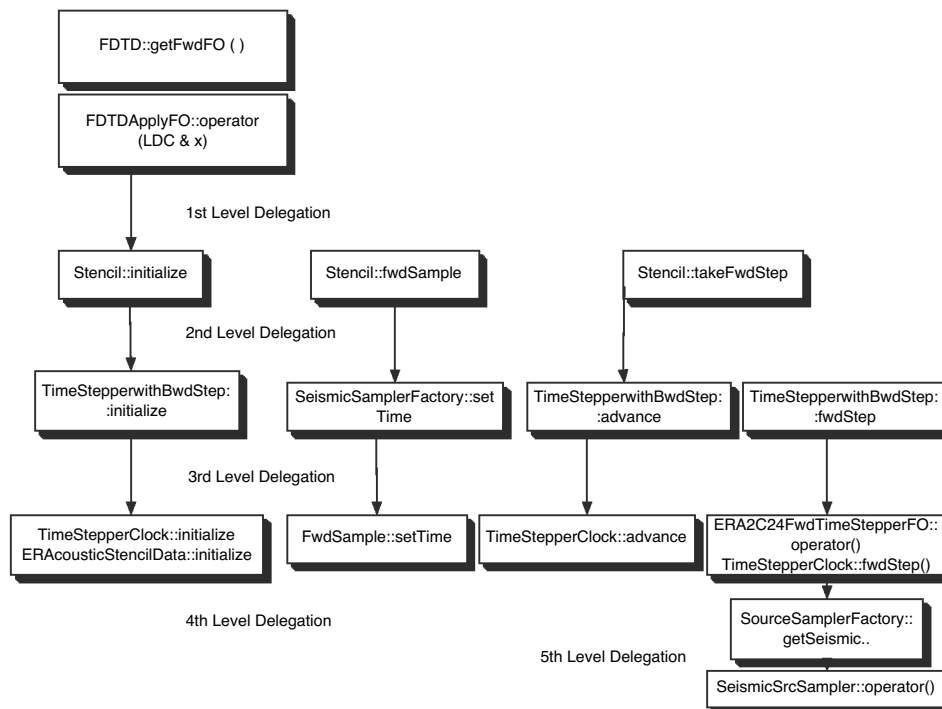 FDTD::getFwdFO ( )
FDTDApplyFO::operator
(LDC & x)
1st Level Delegation
Stencil::initialize
Stencil::fwdSample
Stencil::takeFwdStep
2nd Level Delegation
TimeStepperwithBwdStep:
:initialize
SeismicSamplerFactory::set
Time
TimeStepperwithBwdStep:
:advance
TimeStepperwithBwdStep:
:fwdStep
3rd Level Delegation
TimeStepperClock::initialize
ERAcousticStencilData::initialize
FwdSample::setTime
TimeStepperClock::advance
ERA2C24FwdTimeStepperFO::
operator()
TimeStepperClock::fwdStep()
4th Level Delegation
SourceSamplerFactory::
getSeismic..
5th Level Delegation
SeismicSrcSampler::operator()